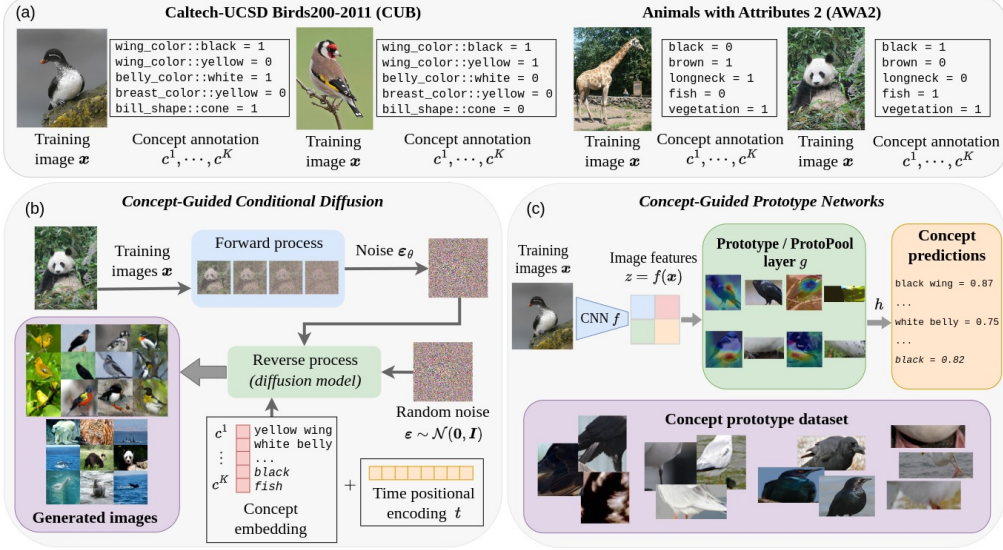 (a)
Caltech-UCSD Birds200-2011 (CUB)
Animals with Attributes 2 (AWA2)
wing_color::black = 1
wing_color::yellow = 0
belly_color::white = 1
breast_color::yellow = 0
bill_shape::cone = 1
wing_color::black = 1
wing_color::yellow = 1
belly_color::white = 0
breast_color::yellow = 0
bill_shape::cone = 0
black = 0
brown = 1
longneck = 1
fish = 0
vegetation = 1
black = 1
brown = 0
longneck = 0
fish = 1
vegetation = 1
Training
image x
Concept annotation
c¹, ⋯, c^K
Training
image x
Concept annotation
c¹, ⋯, c^K
Training
image x
Concept annotation
c¹, ⋯, c^K
Training
image x
Concept annotation
c¹, ⋯, c^K
(b)
Concept-Guided Conditional Diffusion
Training
images x
Forward process
Noise ε_θ
Reverse process
(diffusion model)
Random noise
ε ∼ N(0, I)
Generated images
c¹
⋮
c^K
yellow wing
white belly
...
black
fish
Concept
embedding
+
Time positional
encoding t
(c)
Concept-Guided Prototype Networks
Training
images x
CNN f
Image features
z = f(x)
Prototype / ProtoPool
layer g
h
Concept
predictions
black wing = 0.87
...
white belly = 0.75
...
black = 0.82
Concept prototype dataset